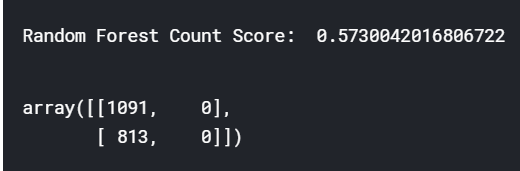 Random Forest Count Score:  0.5730042016806722
array([[1091,    0],
       [ 813,    0]])